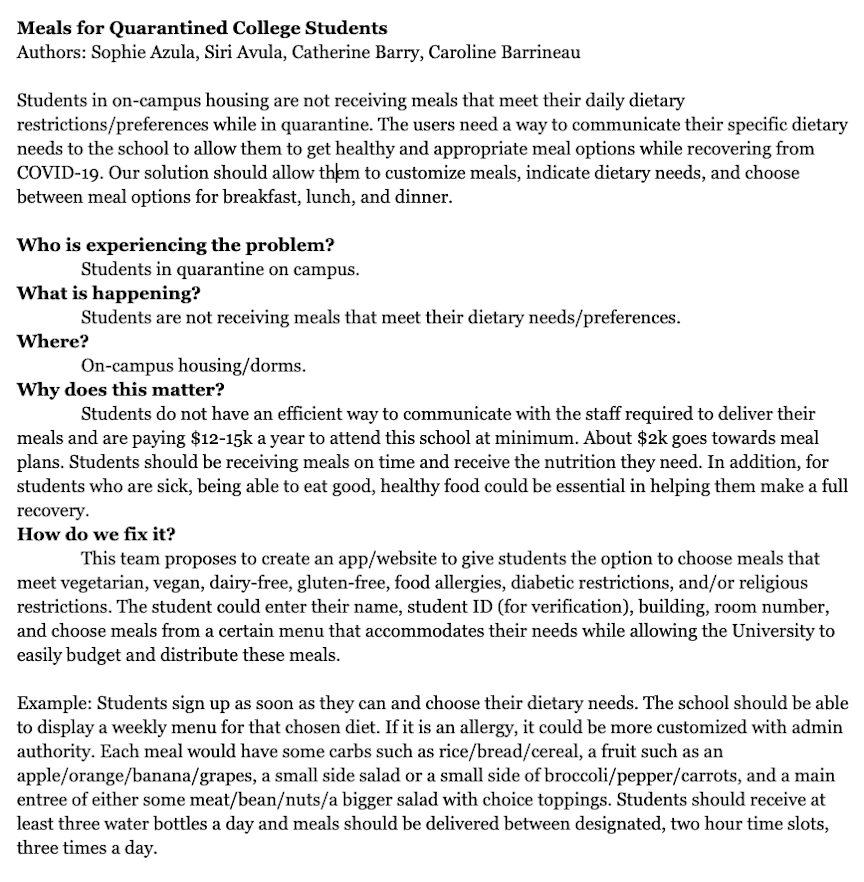 Meals for Quarantined College Students
Authors: Sophie Azula, Siri Avula, Catherine Barry, Caroline Barrineau
Students in on-campus housing are not receiving meals that meet their daily dietary
restrictions/preferences while in quarantine. The users need a way to communicate their specific dietary
needs to the school to allow them to get healthy and appropriate meal options while recovering from
COVID-19. Our solution should allow them to customize meals, indicate dietary needs, and choose
between meal options for breakfast, lunch, and dinner.
Who is experiencing the problem?
Students in quarantine on campus.
What is happening?
Students are not receiving meals that meet their dietary needs/preferences.
Where?
On-campus housing/dorms.
Why does this matter?
Students do not have an efficient way to communicate with the staff required to deliver their
meals and are paying $12-15k a year to attend this school at minimum. About $2k goes towards meal
plans. Students should be receiving meals on time and receive the nutrition they need. In addition, for
students who are sick, being able to eat good, healthy food could be essential in helping them make a full
recovery.
How do we fix it?
This team proposes to create an app/website to give students the option to choose meals that
meet vegetarian, vegan, dairy-free, gluten-free, food allergies, diabetic restrictions, and/or religious
restrictions. The student could enter their name, student ID (for verification), building, room number,
and choose meals from a certain menu that accommodates their needs while allowing the University to
easily budget and distribute these meals.
Example: Students sign up as soon as they can and choose their dietary needs. The school should be able
to display a weekly menu for that chosen diet. If it is an allergy, it could be more customized with admin
authority. Each meal would have some carbs such as rice/bread/cereal, a fruit such as an
apple/orange/banana/grapes, a small side salad or a small side of broccoli/pepper/carrots, and a main
entree of either some meat/bean/nuts/a bigger salad with choice toppings. Students should receive at
least three water bottles a day and meals should be delivered between designated, two hour time slots,
three times a day.